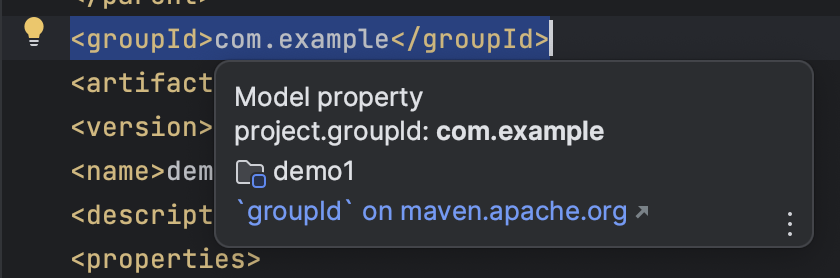 </parent>
<groupId>com.example</groupId>
<artifact
<version>
<name>dem
<descript
<properties>
Model property
project.groupId: com.example
demo1
`groupId` on maven.apache.org ↗